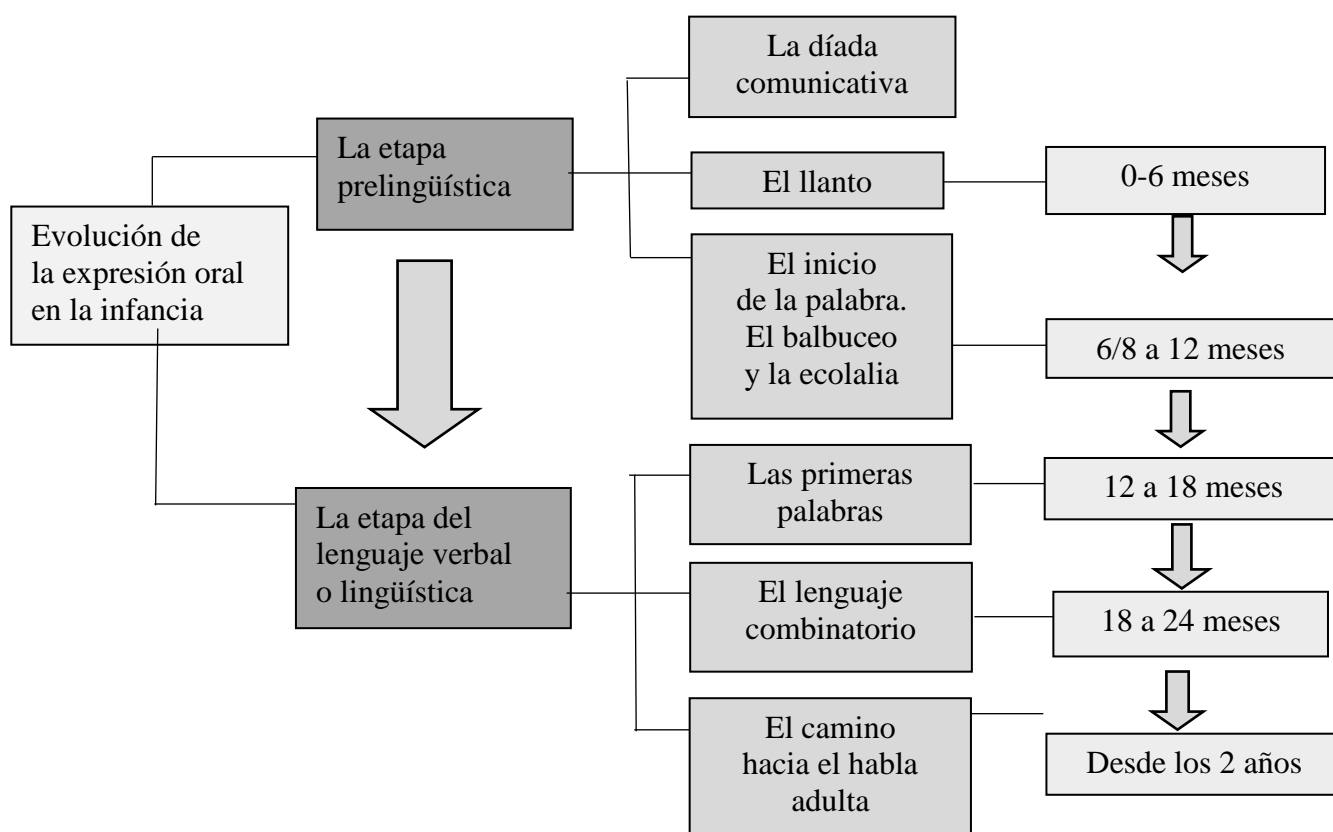 La díada
comunicativa
La etapa
prelingüística
El llanto
0-6 meses
Evolución de
la expresión oral
en la infancia
El inicio
de la palabra.
El balbuceo
y la ecolalia
6/8 a 12 meses
Las primeras
palabras
12 a 18 meses
La etapa del
lenguaje verbal
o lingüística
El lenguaje
combinatorio
18 a 24 meses
El camino
hacia el habla
adulta
Desde los 2 años